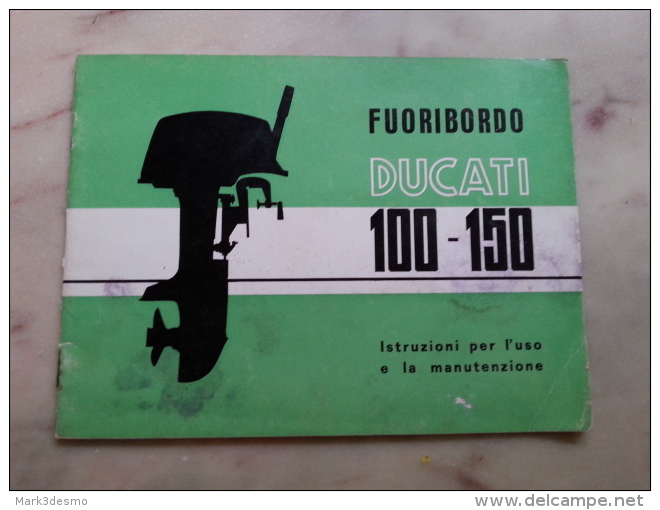 FUORIBORDO
DUCATI
100 - 150
Istruzioni per l'uso
e la manutenzione
Mark3desmo
www.delcampe.net